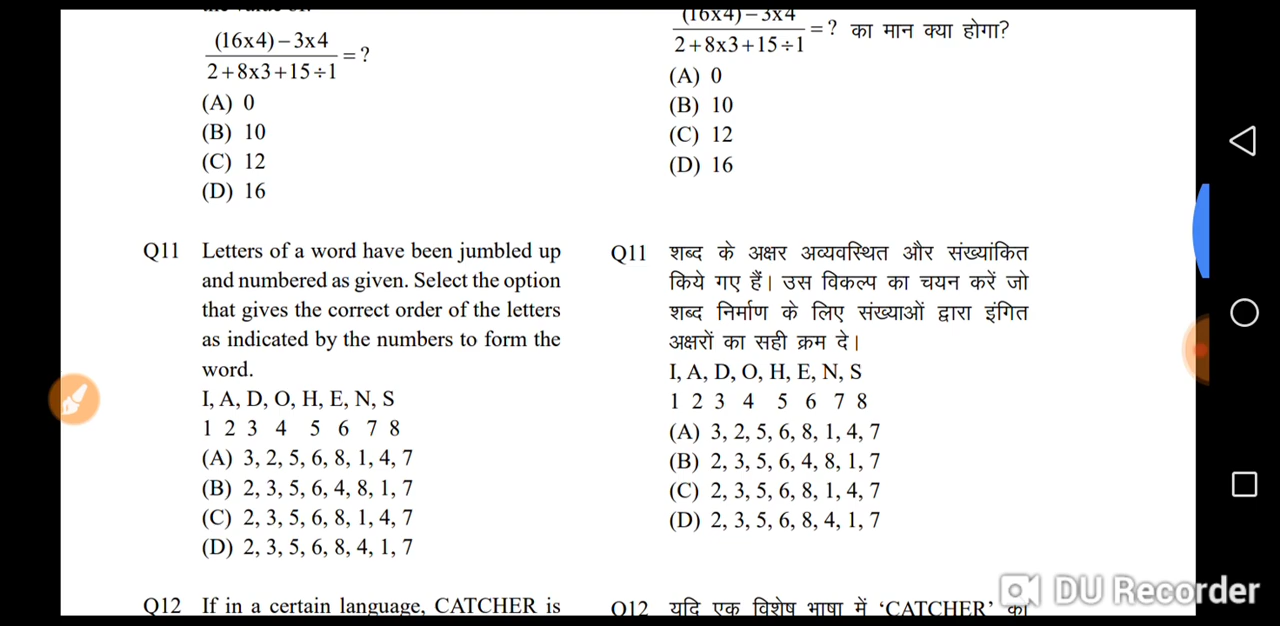 (16x4)−3x4
2+8x3+15÷1
=?
(A) 0
(B) 10
(C) 12
(D) 16
Q11 Letters of a word have been jumbled up
and numbered as given. Select the option
that gives the correct order of the letters
as indicated by the numbers to form the
word.
I, A, D, O, H, E, N, S
1 2 3 4 5 6 7 8
(A) 3, 2, 5, 6, 8, 1, 4, 7
(B) 2, 3, 5, 6, 4, 8, 1, 7
(C) 2, 3, 5, 6, 8, 1, 4, 7
(D) 2, 3, 5, 6, 8, 4, 1, 7
Q12 If in a certain language, CATCHER is
(16x4)−3x4
2+8x3+15÷1
=? का मान क्या होगा?
(A) 0
(B) 10
(C) 12
(D) 16
Q11 शब्द के अक्षर अव्यवस्थित और संख्यांकित
किये गए हैं। उस विकल्प का चयन करें जो
शब्द निर्माण के लिए संख्याओं द्वारा इंगित
अक्षरों का सही क्रम दे।
I, A, D, O, H, E, N, S
1 2 3 4 5 6 7 8
(A) 3, 2, 5, 6, 8, 1, 4, 7
(B) 2, 3, 5, 6, 4, 8, 1, 7
(C) 2, 3, 5, 6, 8, 1, 4, 7
(D) 2, 3, 5, 6, 8, 4, 1, 7
Q12 यदि एक विशेष भाषा में ‘CATCHER’ का
DU Recorder